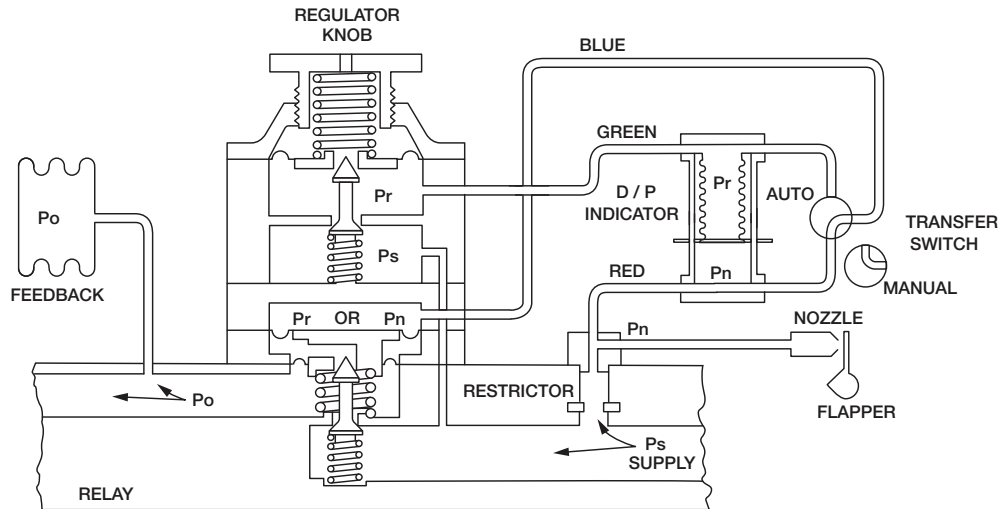 REGULATOR
KNOB
BLUE
GREEN
Pr
Pr
D / P
INDICATOR
AUTO
TRANSFER
SWITCH
Po
Ps
FEEDBACK
RED
Pn
MANUAL
Pr OR Pn
Pn
NOZZLE
RESTRICTOR
Po
FLAPPER
Ps
SUPPLY
RELAY